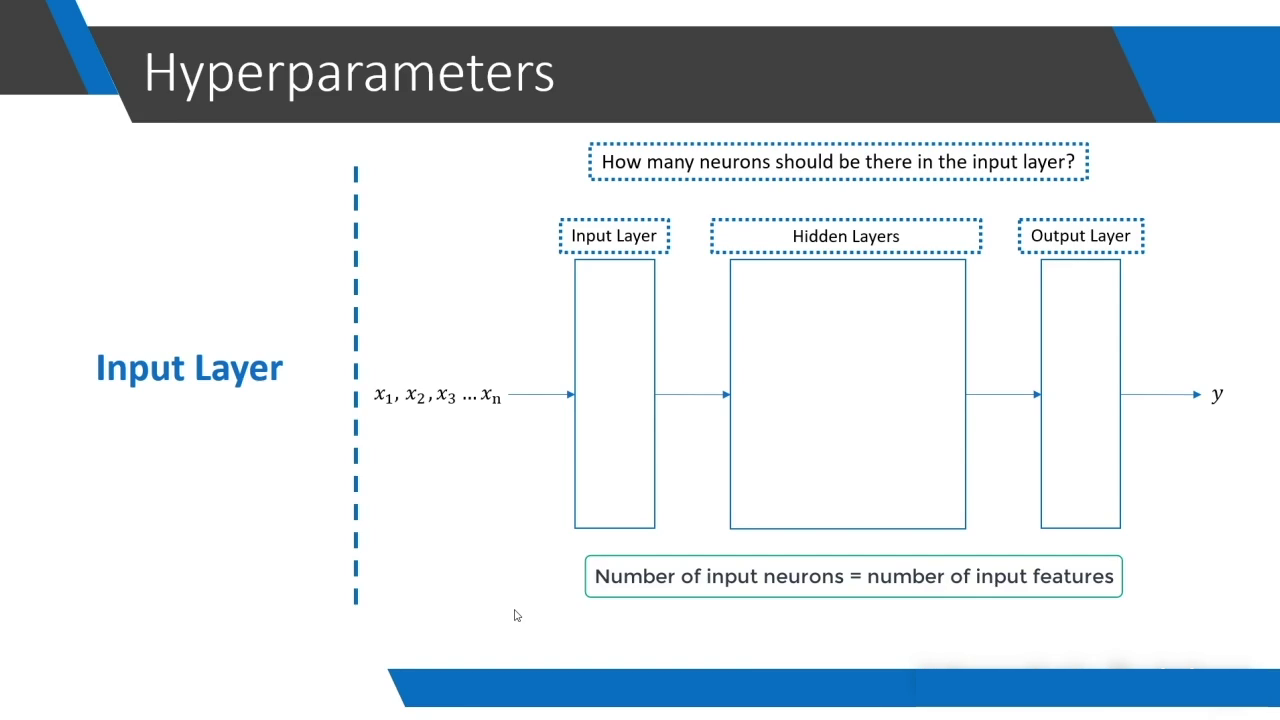 Hyperparameters
How many neurons should be there in the input layer?
Input Layer
Hidden Layers
Output Layer
Input Layer
x₁, x₂, x₃ ... xₙ
y
Number of input neurons = number of input features